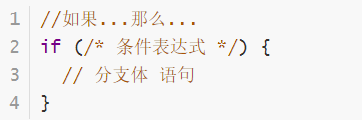 1 //如果...那么...
2 if (/* 条件表达式 */) {
3   // 分支体 语句
4 }